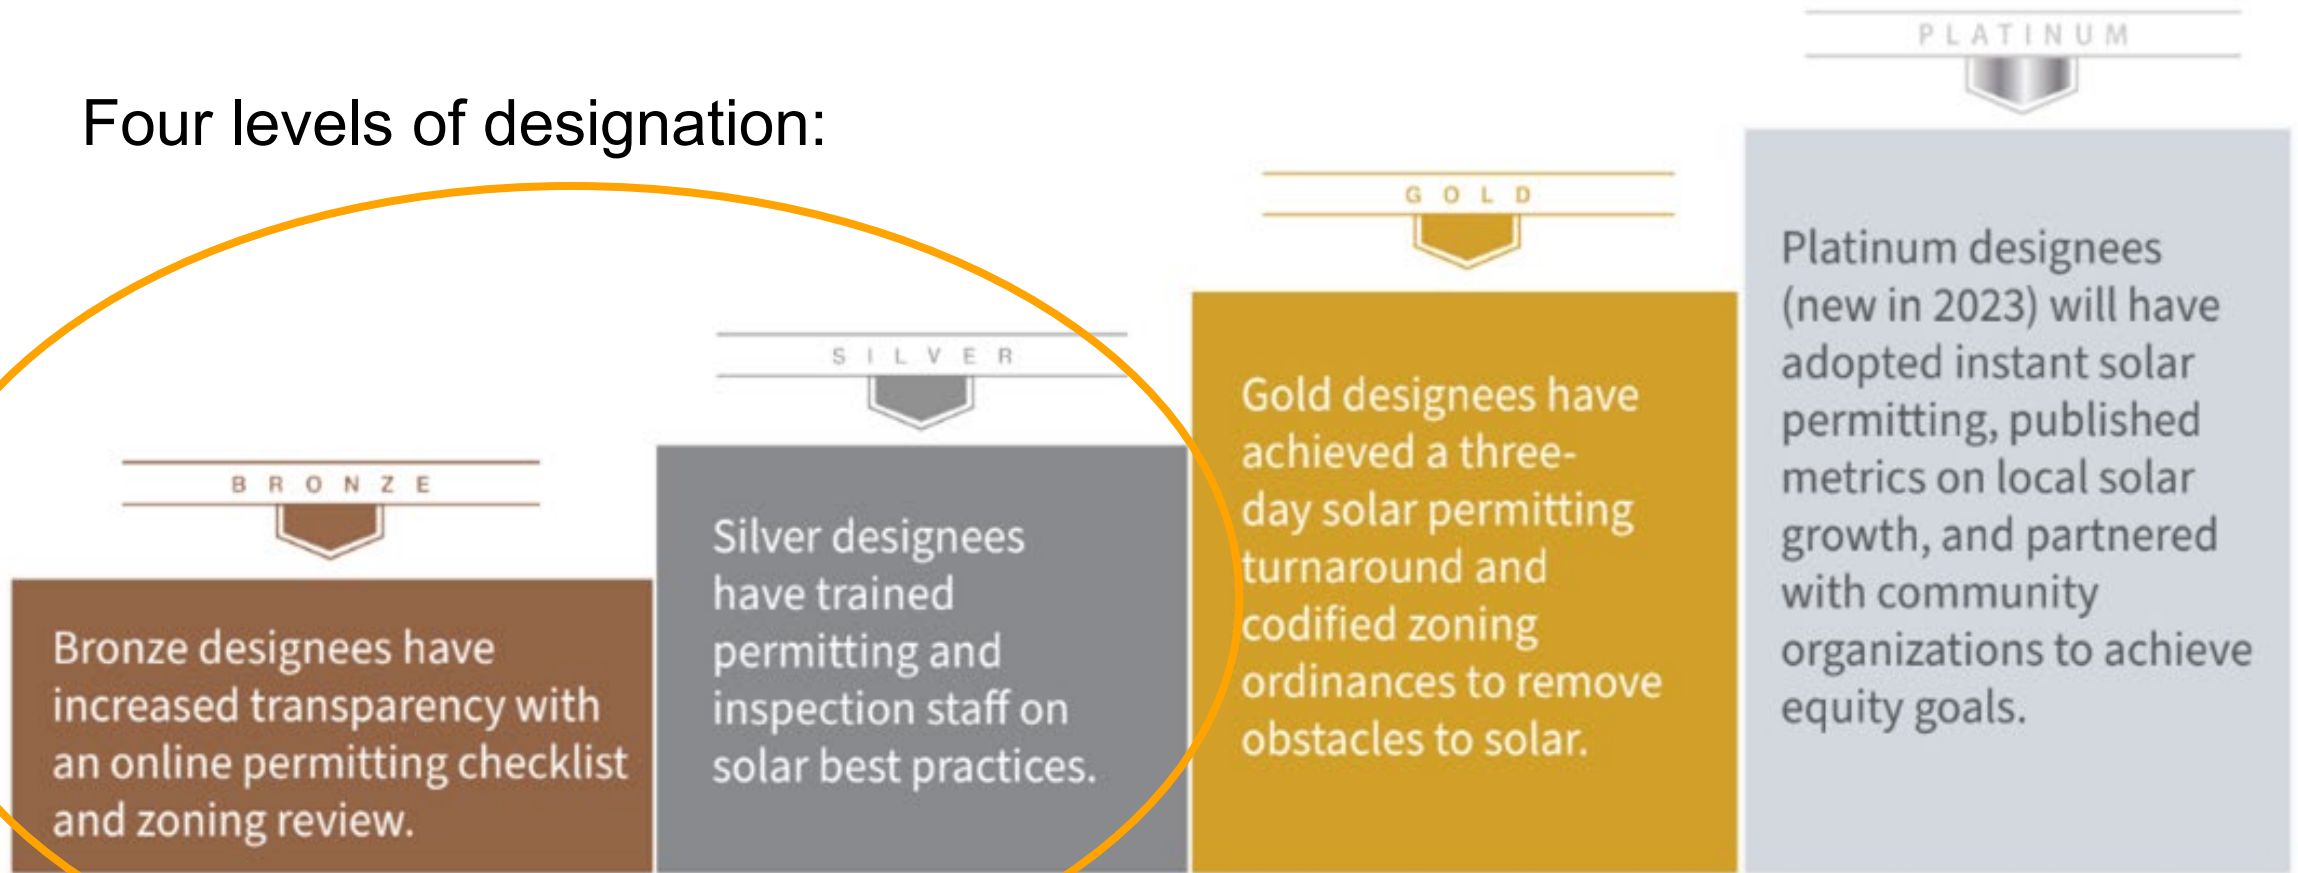 Four levels of designation:
BRONZE
Bronze designees have
increased transparency with
an online permitting checklist
and zoning review.
SILVER
Silver designees
have trained
permitting and
inspection staff on
solar best practices.
GOLD
Gold designees have
achieved a three-
day solar permitting
turnaround and
codified zoning
ordinances to remove
obstacles to solar.
PLATINUM
Platinum designees
(new in 2023) will have
adopted instant solar
permitting, published
metrics on local solar
growth, and partnered
with community
organizations to achieve
equity goals.